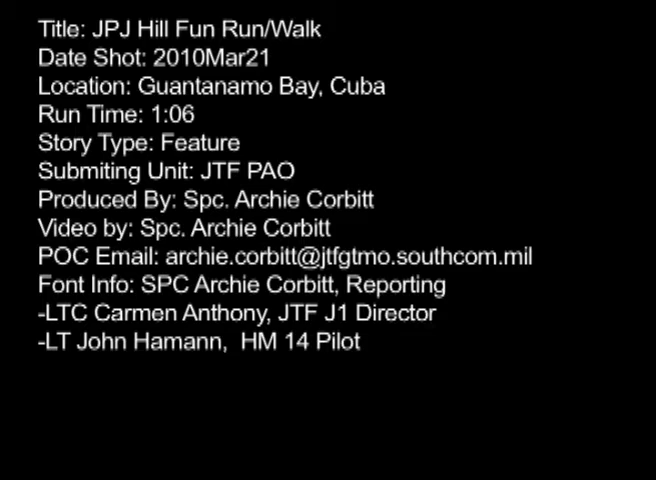 Title: JPJ Hill Fun Run/Walk
Date Shot: 2010Mar21
Location: Guantanamo Bay, Cuba
Run Time: 1:06
Story Type: Feature
Submiting Unit: JTF PAO
Produced By: Spc. Archie Corbitt
Video by: Spc. Archie Corbitt
POC Email: archie.corbitt@jtfgtmo.southcom.mil
Font Info: SPC Archie Corbitt, Reporting
-LTC Carmen Anthony, JTF J1 Director
-LT John Hamann,  HM 14 Pilot